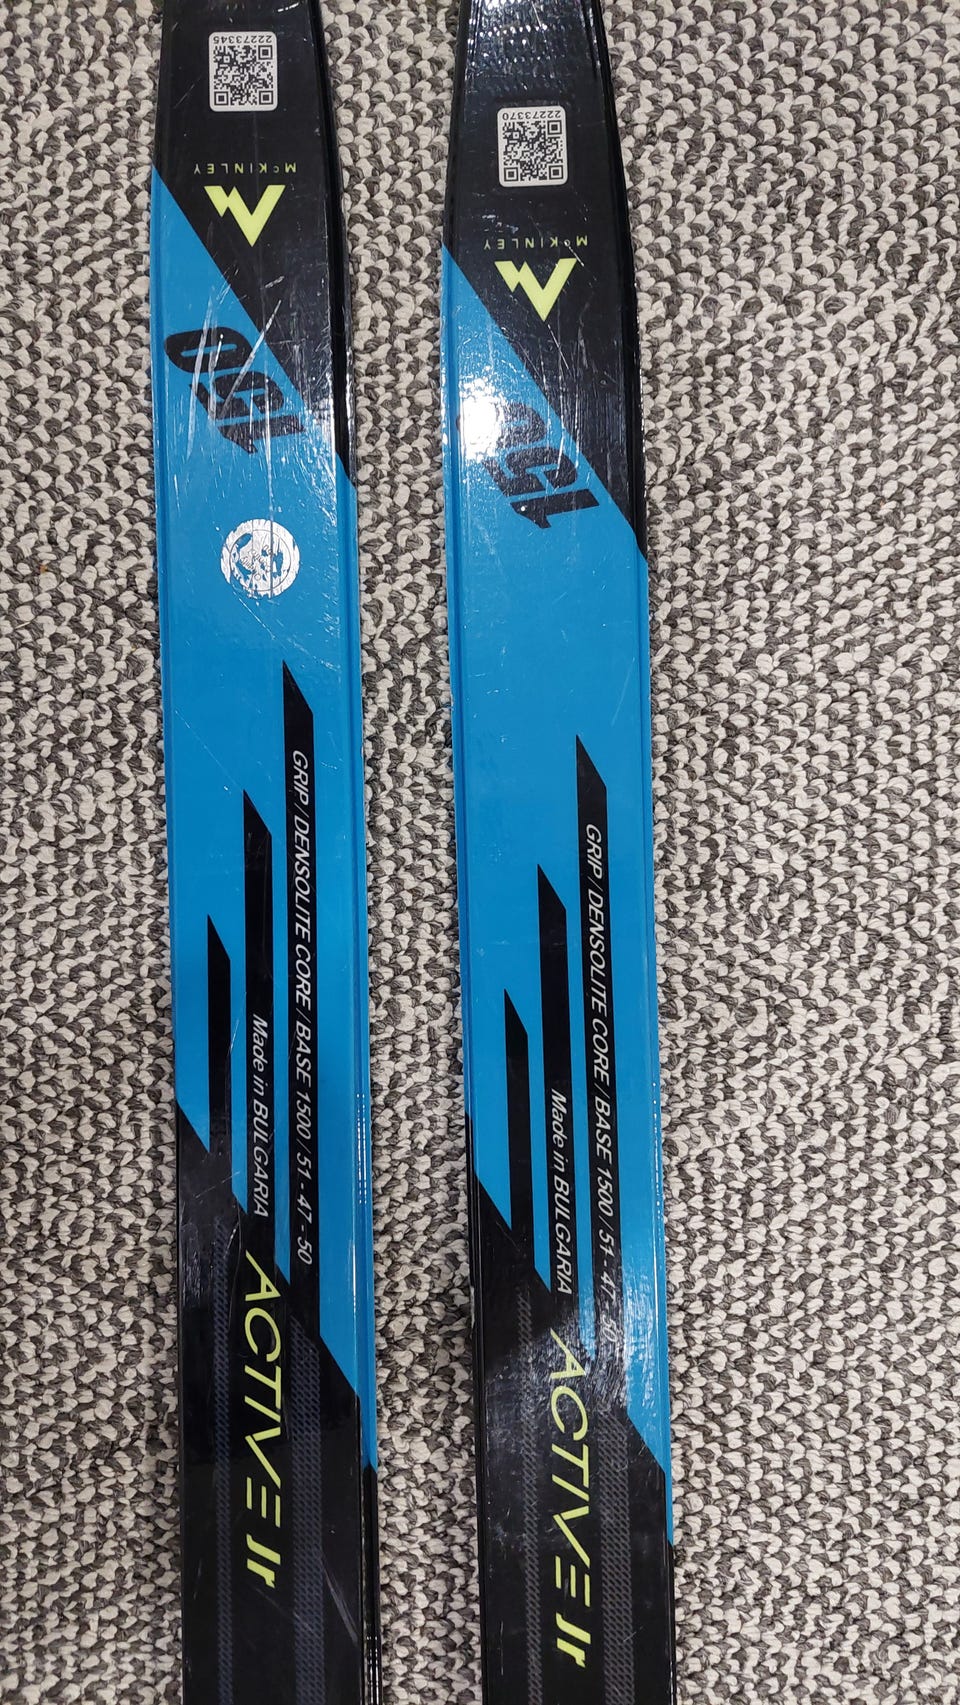 22273345
McKINLEY
150
GRIP / DENSOLITE CORE / BASE 1500 / 51 - 47 - 50
Made in BULGARIA
ACTIVE Jr
22273370
McKINLEY
150
GRIP / DENSOLITE CORE / BASE 1500 / 51 - 47 - 50
Made in BULGARIA
ACTIVE Jr